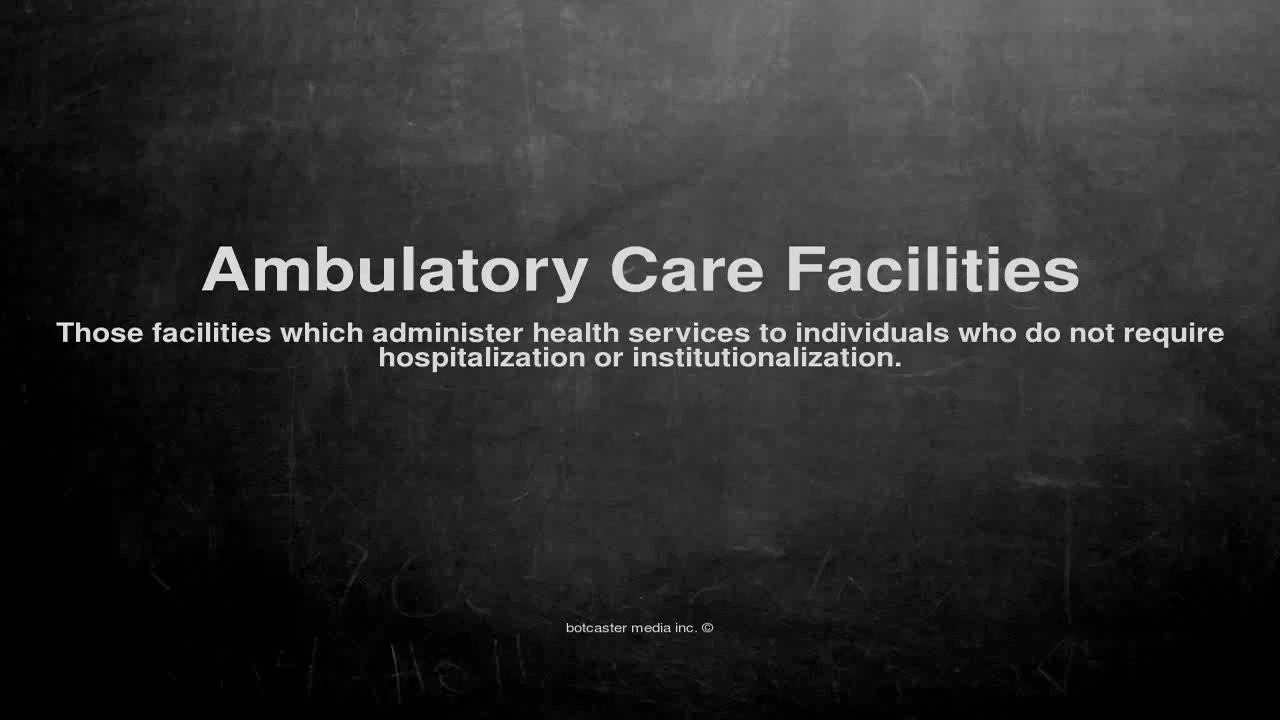 Ambulatory Care Facilities
Those facilities which administer health services to individuals who do not require
hospitalization or institutionalization.
botcaster media inc. ©